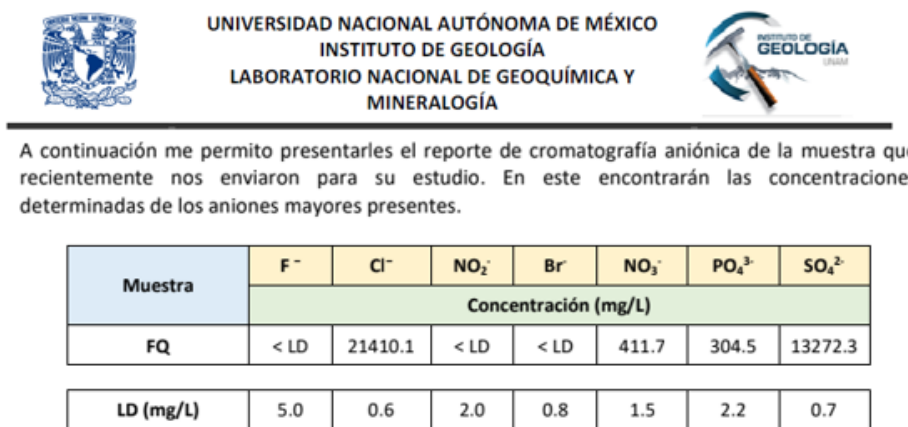 UNIVERSIDAD NACIONAL AUTÓNOMA DE MÉXICO
INSTITUTO DE GEOLOGÍA
LABORATORIO NACIONAL DE GEOQUÍMICA Y
MINERALOGÍA
INSTITUTO DE
GEOLOGÍA
UNAM
A continuación me permito presentarles el reporte de cromatografía aniónica de la muestra que
recientemente nos enviaron para su estudio. En este encontrarán las concentracione
determinadas de los aniones mayores presentes.
Muestra F⁻ Cl⁻ NO₂⁻ Br⁻ NO₃⁻ PO₄³⁻ SO₄²⁻
Concentración (mg/L)
FQ < LD 21410.1 < LD < LD 411.7 304.5 13272.3
LD (mg/L) 5.0 0.6 2.0 0.8 1.5 2.2 0.7